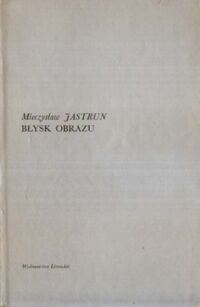 Mieczysław JASTRUN
BŁYSK OBRAZU
Wydawnictwo Literackie